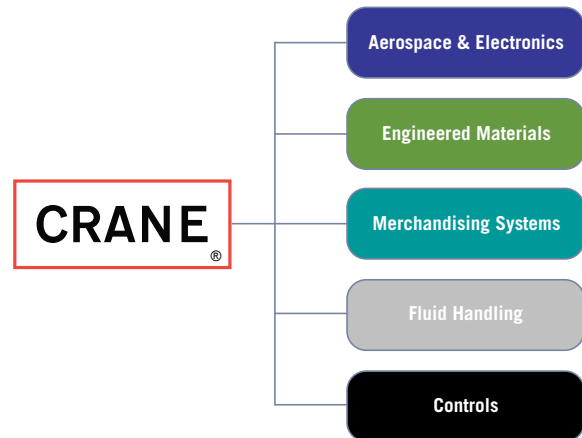 Aerospace & Electronics
Engineered Materials
CRANE®
Merchandising Systems
Fluid Handling
Controls